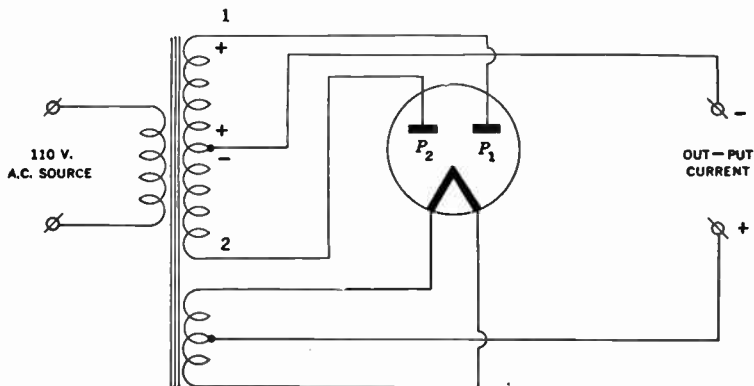 1
+
+
-
2
110 V.
A.C. SOURCE
P2
P1
-
OUT-PUT
CURRENT
+